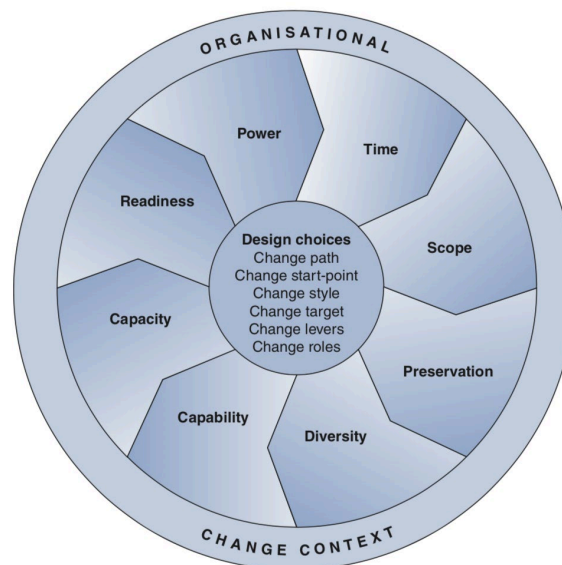 ORGANISATIONAL
Power
Time
Readiness
Scope
Design choices
Change path
Change start-point
Change style
Change target
Change levers
Change roles
Capacity
Preservation
Capability
Diversity
CHANGE CONTEXT